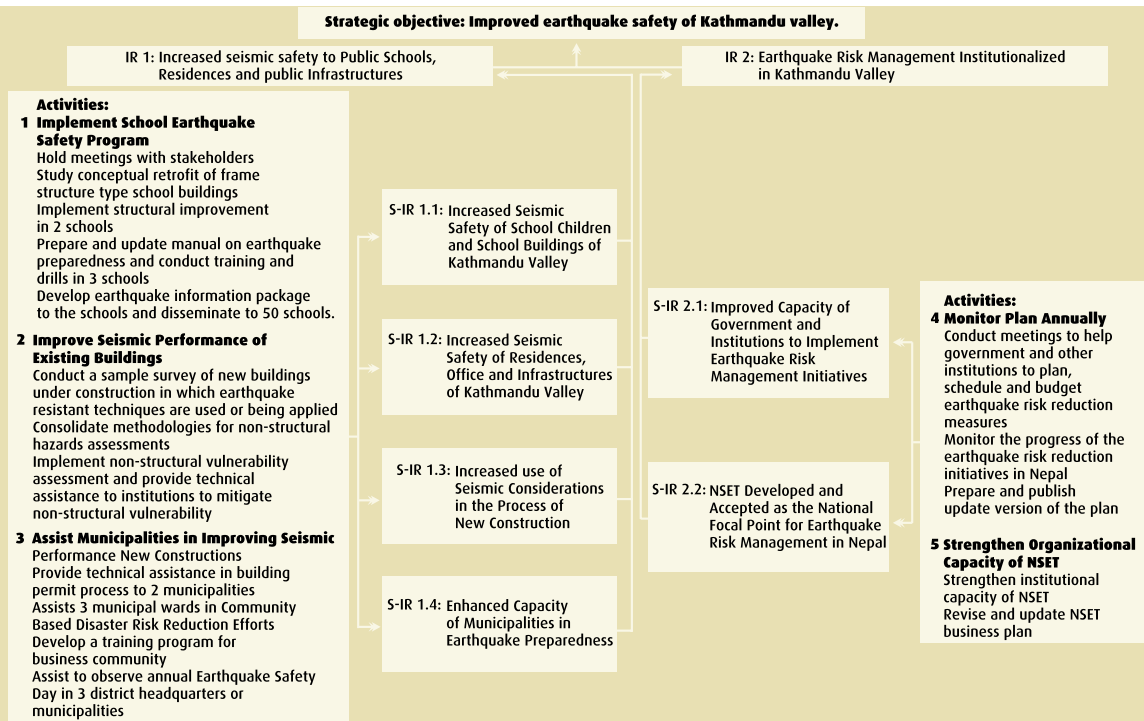 Strategic objective: Improved earthquake safety of Kathmandu valley.
IR 1: Increased seismic safety to Public Schools,
Residences and public Infrastructures
IR 2: Earthquake Risk Management Institutionalized
in Kathmandu Valley
Activities:
1 Implement School Earthquake
Safety Program
Hold meetings with stakeholders
Study conceptual retrofit of frame
structure type school buildings
Implement structural improvement
in 2 schools
Prepare and update manual on earthquake
preparedness and conduct training and
drills in 3 schools
Develop earthquake information package
to the schools and disseminate to 50 schools.
2 Improve Seismic Performance of
Existing Buildings
Conduct a sample survey of new buildings
under construction in which earthquake
resistant techniques are used or being applied
Consolidate methodologies for non-structural
hazards assessments
Implement non-structural vulnerability
assessment and provide technical
assistance to institutions to mitigate
non-structural vulnerability
3 Assist Municipalities in Improving Seismic
Performance New Constructions
Provide technical assistance in building
permit process to 2 municipalities
Assists 3 municipal wards in Community
Based Disaster Risk Reduction Efforts
Develop a training program for
business community
Assist to observe annual Earthquake Safety
Day in 3 district headquarters or
municipalities
S-IR 1.1: Increased Seismic
Safety of School Children
and School Buildings of
Kathmandu Valley
S-IR 1.2: Increased Seismic
Safety of Residences,
Office and Infrastructures
of Kathmandu Valley
S-IR 1.3: Increased use of
Seismic Considerations
in the Process of
New Construction
S-IR 1.4: Enhanced Capacity
of Municipalities in
Earthquake Preparedness
S-IR 2.1: Improved Capacity of
Government and
Institutions to Implement
Earthquake Risk
Management Initiatives
S-IR 2.2: NSET Developed and
Accepted as the National
Focal Point for Earthquake
Risk Management in Nepal
Activities:
4 Monitor Plan Annually
Conduct meetings to help
government and other
institutions to plan,
schedule and budget
earthquake risk reduction
measures
Monitor the progress of the
earthquake risk reduction
initiatives in Nepal
Prepare and publish
update version of the plan
5 Strengthen Organizational
Capacity of NSET
Strengthen institutional
capacity of NSET
Revise and update NSET
business plan